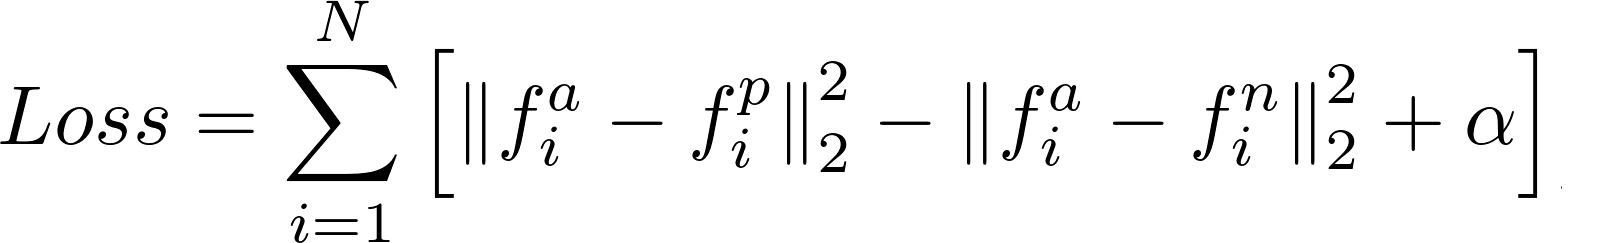 Loss = \sum_{i=1}^{N} \left[ \| f_i^a - f_i^p \|_2^2 - \| f_i^a - f_i^n \|_2^2 + \alpha \right]